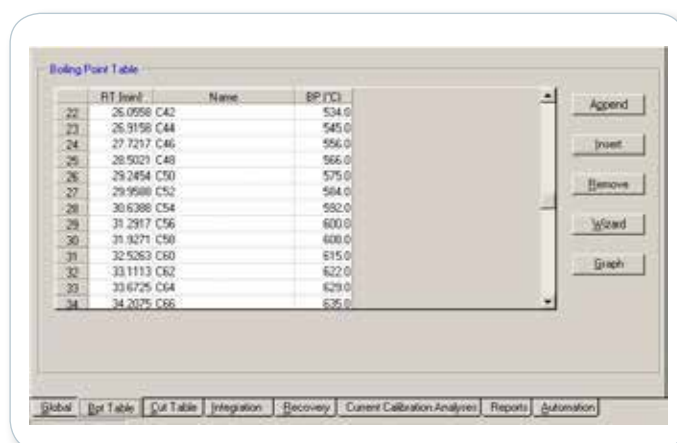 Boiling Point Table
RT [min] Name BP (°C)
22 26.0558 C42 534.0
23 26.9158 C44 545.0
24 27.7217 C46 556.0
25 28.5021 C48 566.0
26 29.2454 C50 575.0
27 29.9588 C52 584.0
28 30.6388 C54 592.0
29 31.2917 C56 600.0
30 31.9271 C58 608.0
31 32.5263 C60 615.0
32 33.1113 C62 622.0
33 33.6725 C64 629.0
34 34.2075 C66 635.0
Append
Insert
Remove
Wizard
Graph
Global Bpt Table Cut Table Integration Recovery Current Calibration Analyses Reports Automation